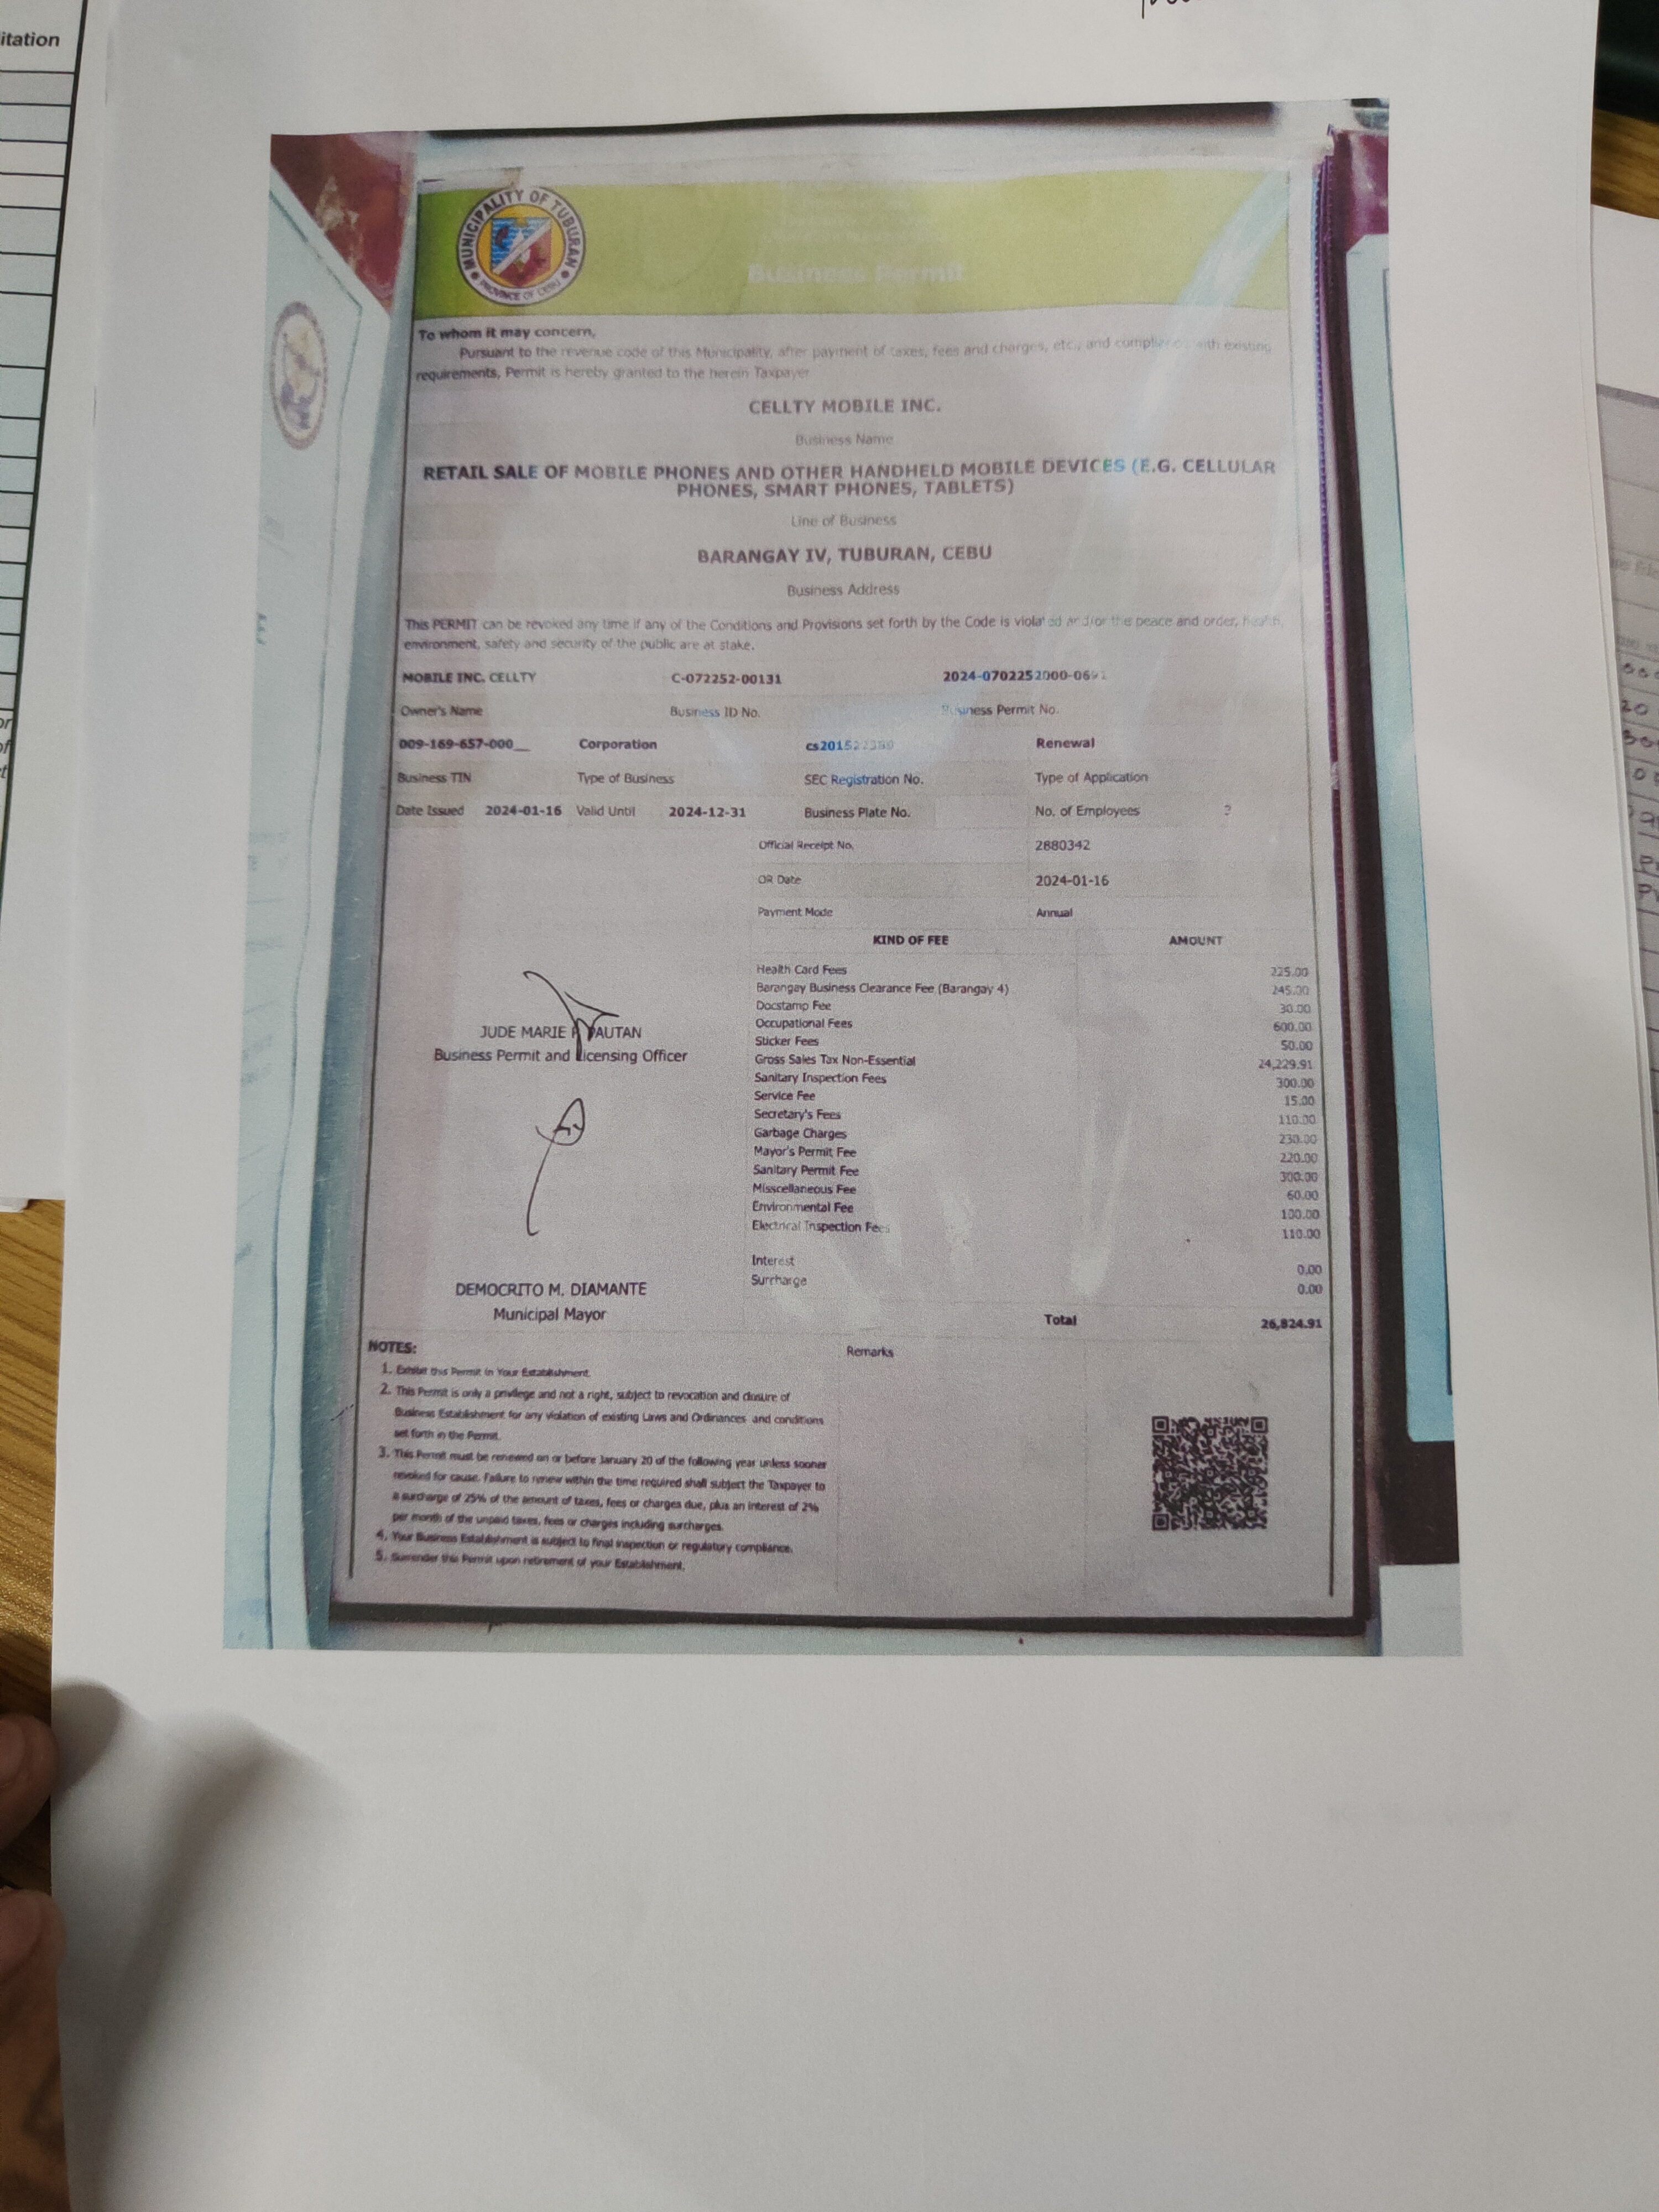 itation
MUNICIPALITY OF TUBURAN
PROVINCE OF CEBU
Business Permit
To whom it may concern,
Pursuant to the revenue code of this Municipality, after payment of taxes, fees and charges, etc., and compliance with existing
requirements, Permit is hereby granted to the herein Taxpayer
CELLTY MOBILE INC.
Business Name
RETAIL SALE OF MOBILE PHONES AND OTHER HANDHELD MOBILE DEVICES (E.G. CELLULAR
PHONES, SMART PHONES, TABLETS)
Line of Business
BARANGAY IV, TUBURAN, CEBU
Business Address
This PERMIT can be revoked any time if any of the Conditions and Provisions set forth by the Code is violated and/or the peace and order, health,
environment, safety and security of the public are at stake.
MOBILE INC. CELLTY C-072252-00131
Owner's Name Business ID No. Business Permit No.
009-169-657-000__ Corporation Renewal
Business TIN Type of Business SEC Registration No. Type of Application
Date Issued 2024-01-16 Valid Until 2024-12-31 Business Plate No. No. of Employees
Official Receipt No. 2880342
OR Date 2024-01-16
Payment Mode Annual
KIND OF FEE AMOUNT
Health Card Fees 225.00
Barangay Business Clearance Fee (Barangay 4) 245.00
Docstamp Fee 30.00
Occupational Fees 600.00
Sticker Fees 50.00
Gross Sales Tax Non-Essential 24,229.91
Sanitary Inspection Fees 300.00
Service Fee 15.00
Secretary's Fees 110.00
Garbage Charges 230.00
Mayor's Permit Fee 220.00
Sanitary Permit Fee 300.00
Misscellaneous Fee 60.00
Environmental Fee 100.00
Electrical Inspection Fees 110.00
Interest 0.00
Surcharge 0.00
Total 26,824.91
JUDE MARIE PAUTAN
Business Permit and Licensing Officer
DEMOCRITO M. DIAMANTE
Municipal Mayor
NOTES:
1. Exhibit this Permit in Your Establishment.
2. This Permit is only a privilege and not a right, subject to revocation and closure of
Business Establishment for any violation of existing Laws and Ordinances and conditions
set forth in the Permit.
3. This Permit must be renewed on or before January 20 of the following year unless sooner
revoked for cause. Failure to renew within the time required shall subject the Taxpayer to
a surcharge of 25% of the amount of taxes, fees or charges due, plus an interest of 2%
per month of the unpaid taxes, fees or charges including surcharges.
4. Your Business Establishment is subject to final inspection or regulatory compliance.
5. Surrender this Permit upon retirement of your Establishment.
Remarks